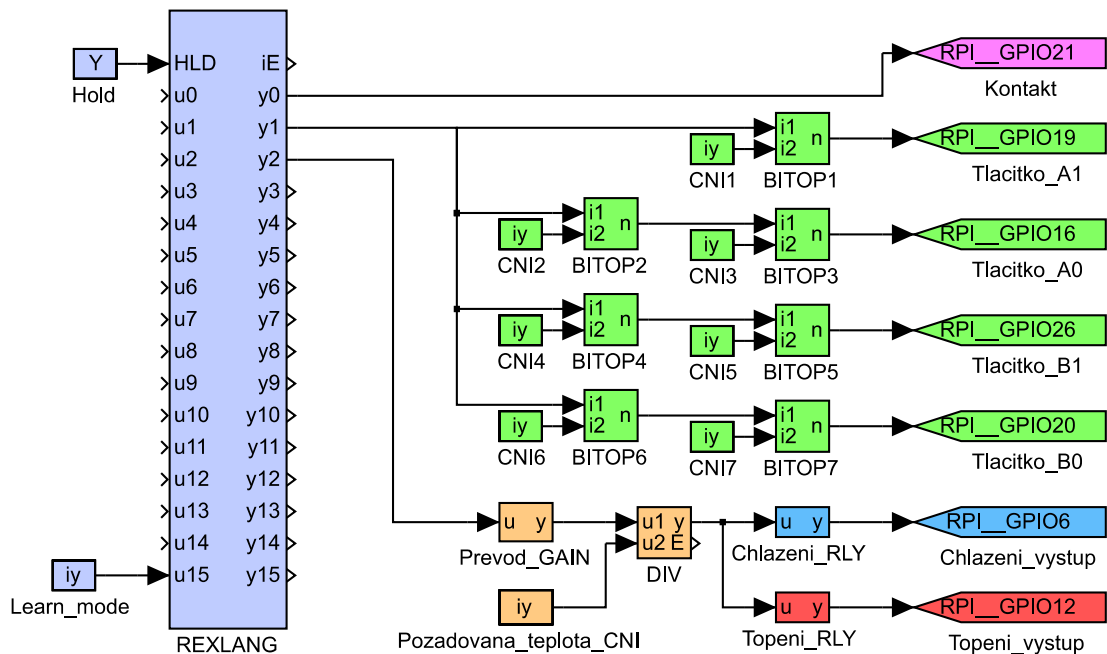 Y
Hold
HLD iE
u0 y0
u1 y1
u2 y2
u3 y3
u4 y4
u5 y5
u6 y6
u7 y7
u8 y8
u9 y9
u10 y10
u11 y11
u12 y12
u13 y13
u14 y14
u15 y15
REXLANG
iy
Learn_mode
RPI__GPIO21
Kontakt
iy
CNI1
i1 n
i2
BITOP1
RPI__GPIO19
Tlacitko_A1
iy
CNI2
i1 n
i2
BITOP2
iy
CNI3
i1 n
i2
BITOP3
RPI__GPIO16
Tlacitko_A0
iy
CNI4
i1 n
i2
BITOP4
iy
CNI5
i1 n
i2
BITOP5
RPI__GPIO26
Tlacitko_B1
iy
CNI6
i1 n
i2
BITOP6
iy
CNI7
i1 n
i2
BITOP7
RPI__GPIO20
Tlacitko_B0
u y
Prevod_GAIN
u1 y
u2 E
DIV
u y
Chlazeni_RLY
RPI__GPIO6
Chlazeni_vystup
iy
Pozadovana_teplota_CNI
u y
Topeni_RLY
RPI__GPIO12
Topeni_vystup